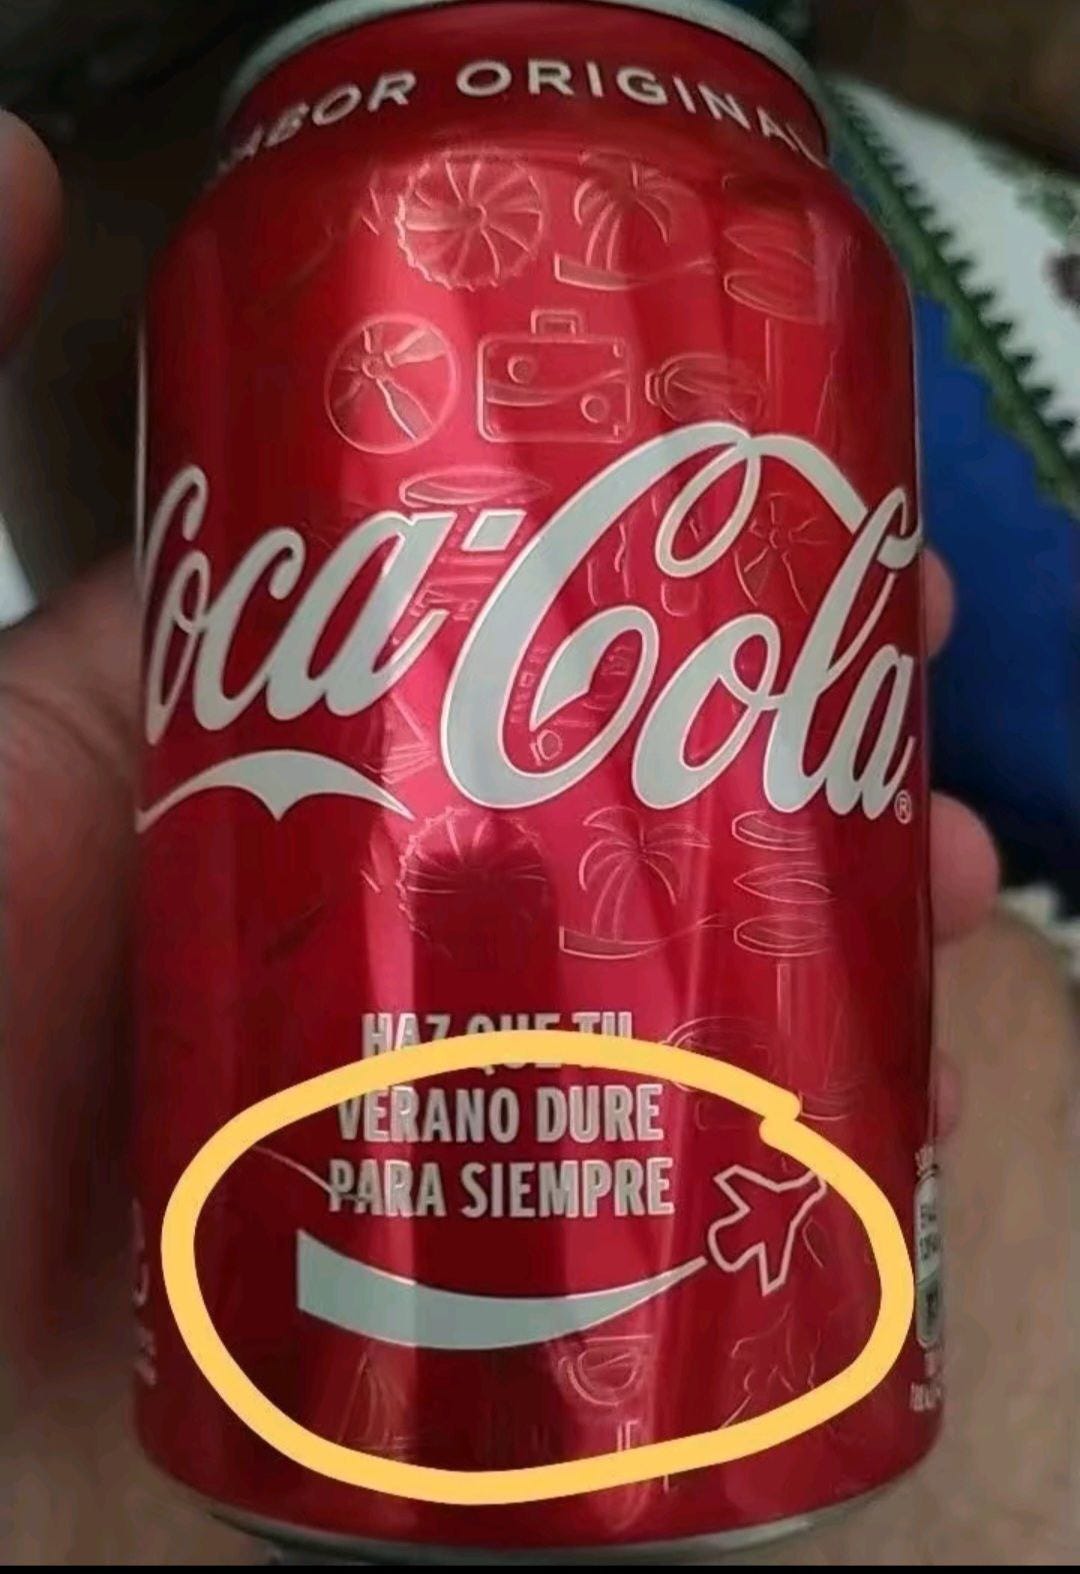 SABOR ORIGINAL
Coca-Cola®
HAZ QUE TU
VERANO DURE
PARA SIEMPRE